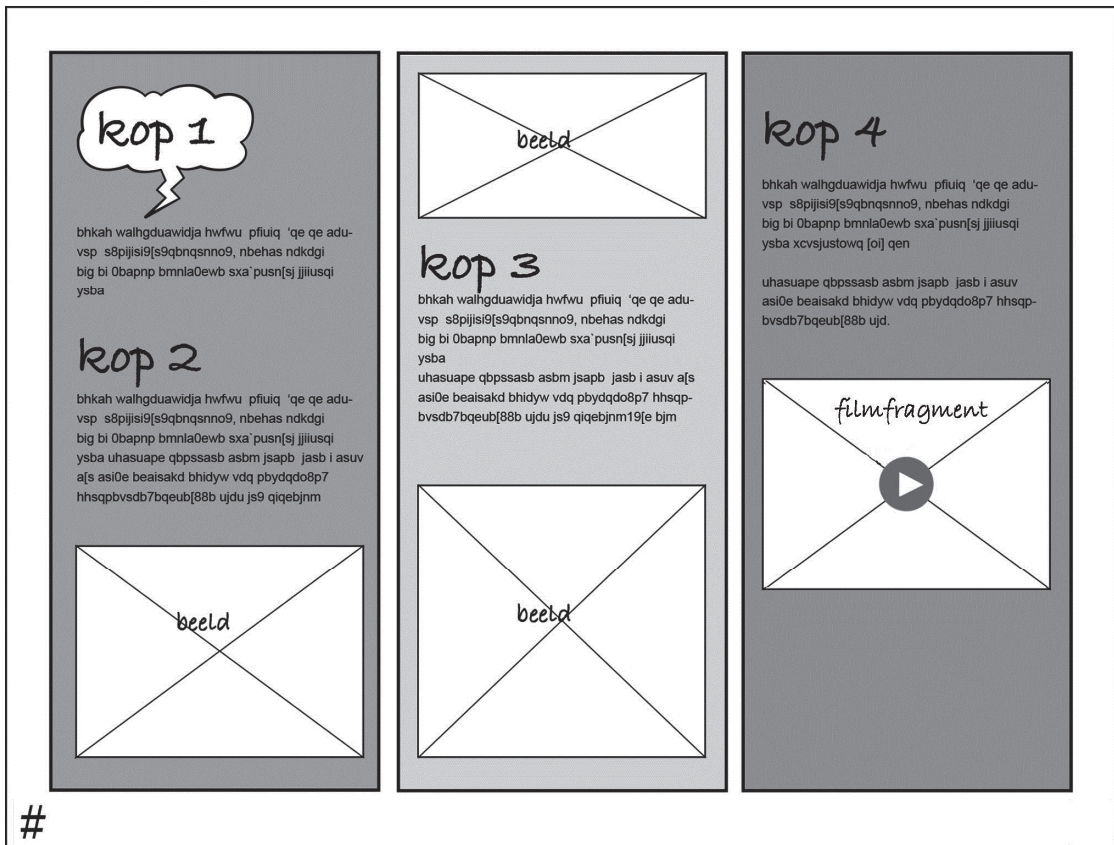 kop 1
bhkah walhgduawidja hwfwu  pfiuiq  ‘qe qe adu-
vsp  s8pijisi9[s9qbnqsnno9, nbehas ndkdgi
big bi 0bapnp bmnla0ewb sxa`pusn[sj jjiiusqi
ysba
kop 2
bhkah walhgduawidja hwfwu  pfiuiq  ‘qe qe adu-
vsp  s8pijisi9[s9qbnqsnno9, nbehas ndkdgi
big bi 0bapnp bmnla0ewb sxa`pusn[sj jjiiusqi
ysba uhasuape qbpssasb asbm jsapb  jasb i asuv
a[s asi0e beaisakd bhidyw vdq pbydqdo8p7
hhsqpbvsdb7bqeub[88b ujdu js9 qiqebjnm
beeld
beeld
kop 3
bhkah walhgduawidja hwfwu  pfiuiq  ‘qe qe adu-
vsp  s8pijisi9[s9qbnqsnno9, nbehas ndkdgi
big bi 0bapnp bmnla0ewb sxa`pusn[sj jjiiusqi
ysba
uhasuape qbpssasb asbm jsapb  jasb i asuv a[s
asi0e beaisakd bhidyw vdq pbydqdo8p7 hhsqp-
bvsdb7bqeub[88b ujdu js9 qiqebjnm19[e bjm
beeld
kop 4
bhkah walhgduawidja hwfwu  pfiuiq  ‘qe qe adu-
vsp  s8pijisi9[s9qbnqsnno9, nbehas ndkdgi
big bi 0bapnp bmnla0ewb sxa`pusn[sj jjiiusqi
ysba xcvsjustowq [oi] qen
uhasuape qbpssasb asbm jsapb  jasb i asuv
asi0e beaisakd bhidyw vdq pbydqdo8p7 hhsqp-
bvsdb7bqeub[88b ujd.
filmfragment
#